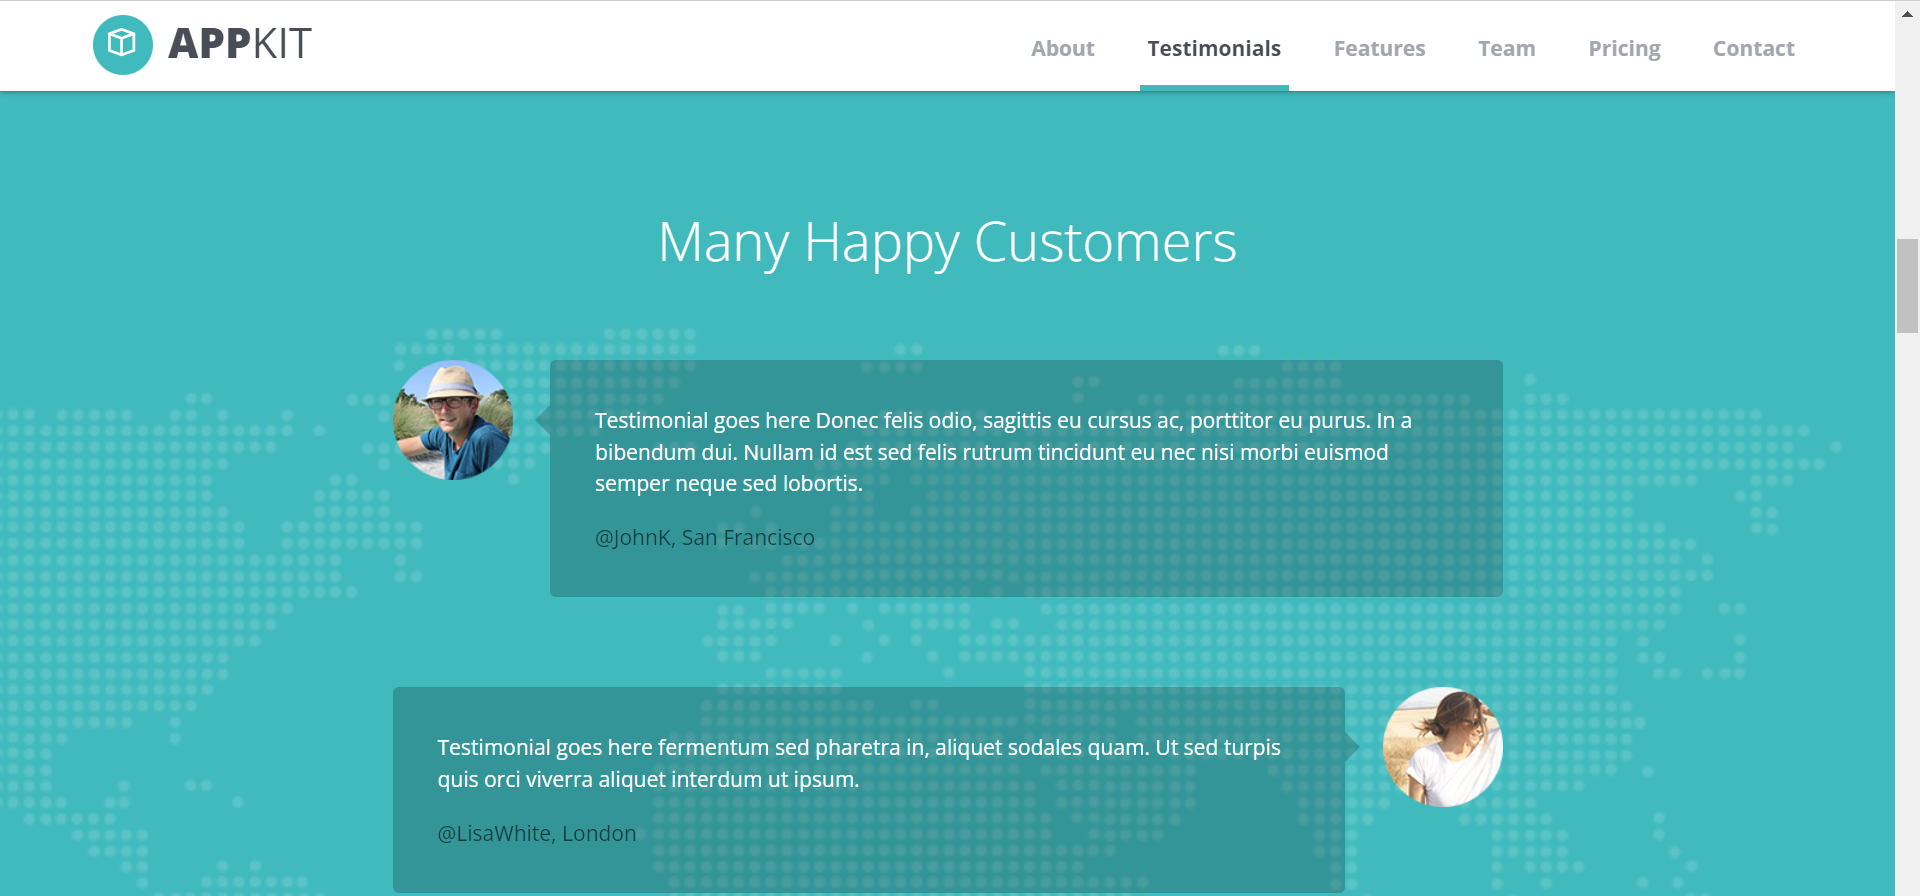 APPKIT
About Testimonials Features Team Pricing Contact
Many Happy Customers
Testimonial goes here Donec felis odio, sagittis eu cursus ac, porttitor eu purus. In a
bibendum dui. Nullam id est sed felis rutrum tincidunt eu nec nisi morbi euismod
semper neque sed lobortis.
@JohnK, San Francisco
Testimonial goes here fermentum sed pharetra in, aliquet sodales quam. Ut sed turpis
quis orci viverra aliquet interdum ut ipsum.
@LisaWhite, London